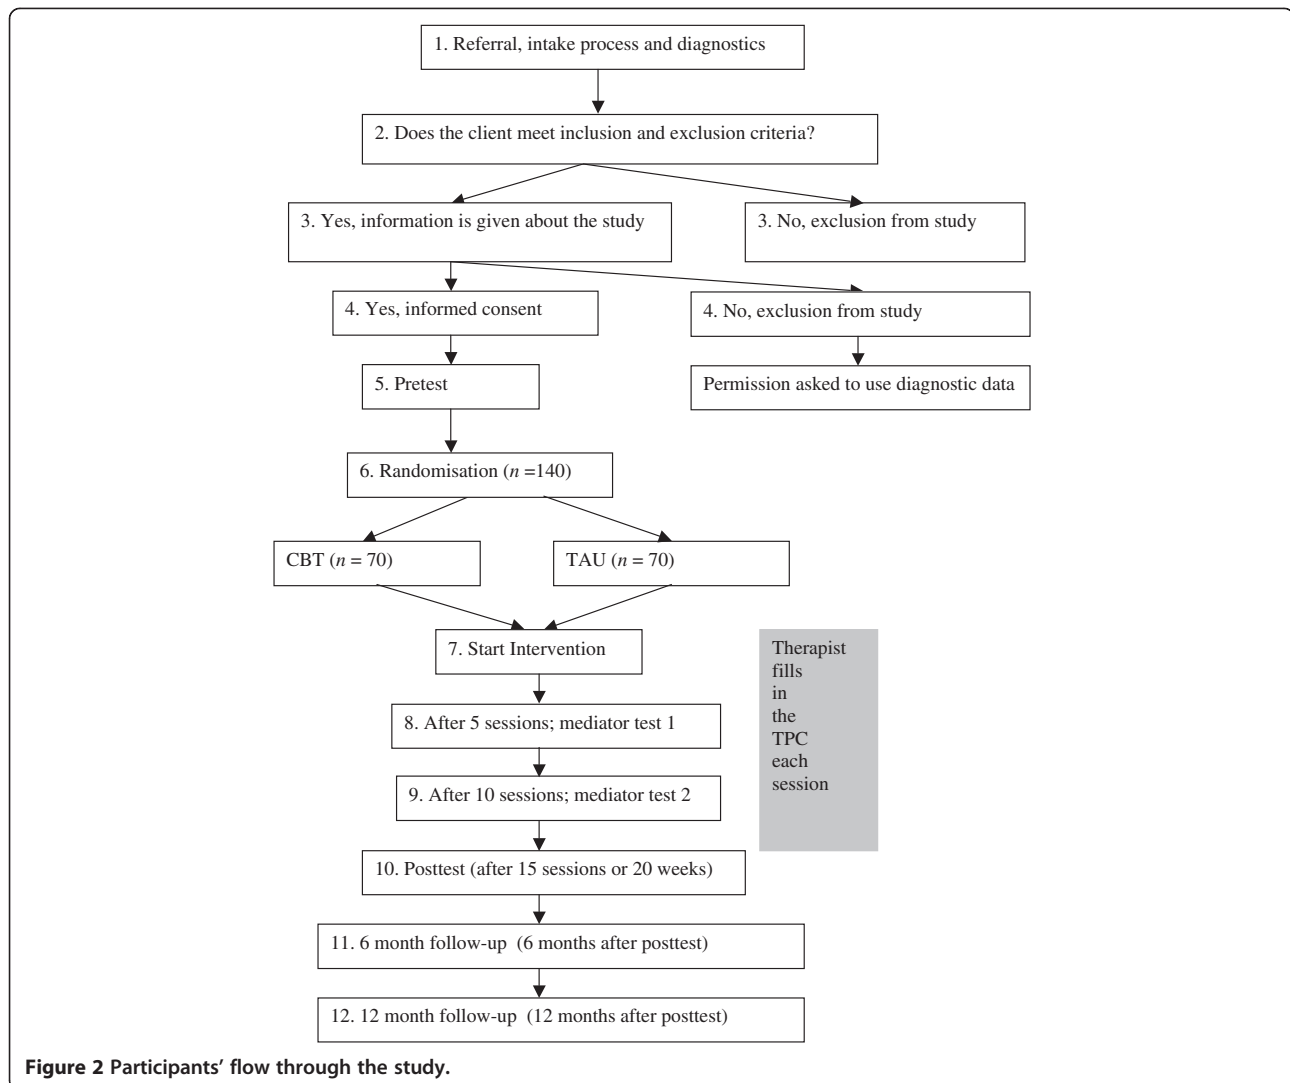 1. Referral, intake process and diagnostics
2. Does the client meet inclusion and exclusion criteria?
3. Yes, information is given about the study
3. No, exclusion from study
4. Yes, informed consent
4. No, exclusion from study
5. Pretest
Permission asked to use diagnostic data
6. Randomisation (n =140)
CBT (n = 70)
TAU (n = 70)
7. Start Intervention
Therapist
fills
in
the
TPC
each
session
8. After 5 sessions; mediator test 1
9. After 10 sessions; mediator test 2
10. Posttest (after 15 sessions or 20 weeks)
11. 6 month follow-up (6 months after posttest)
12. 12 month follow-up (12 months after posttest)
Figure 2 Participants’ flow through the study.